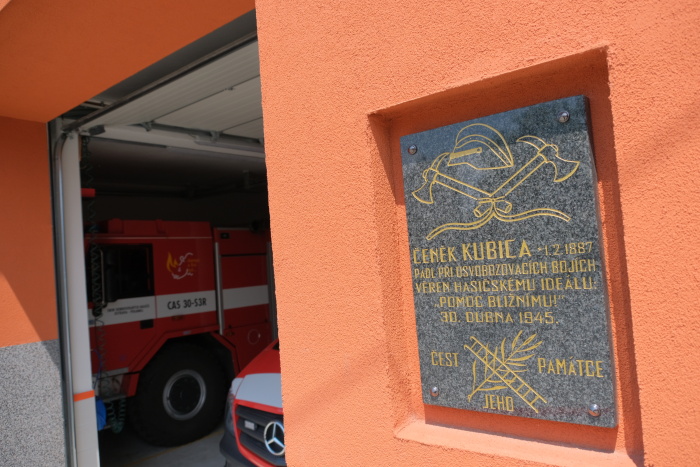 CAS 30-S3R
ČENĚK KUBICA *1.2.1887
PADL PŘI OSVOBOZOVACÍCH BOJÍCH
VĚREN HASIČSKÉMU IDEÁLU:
"POMOC BLIŽNÍMU!"
30. DUBNA 1945.
ČEST PAMÁTCE
JEHO